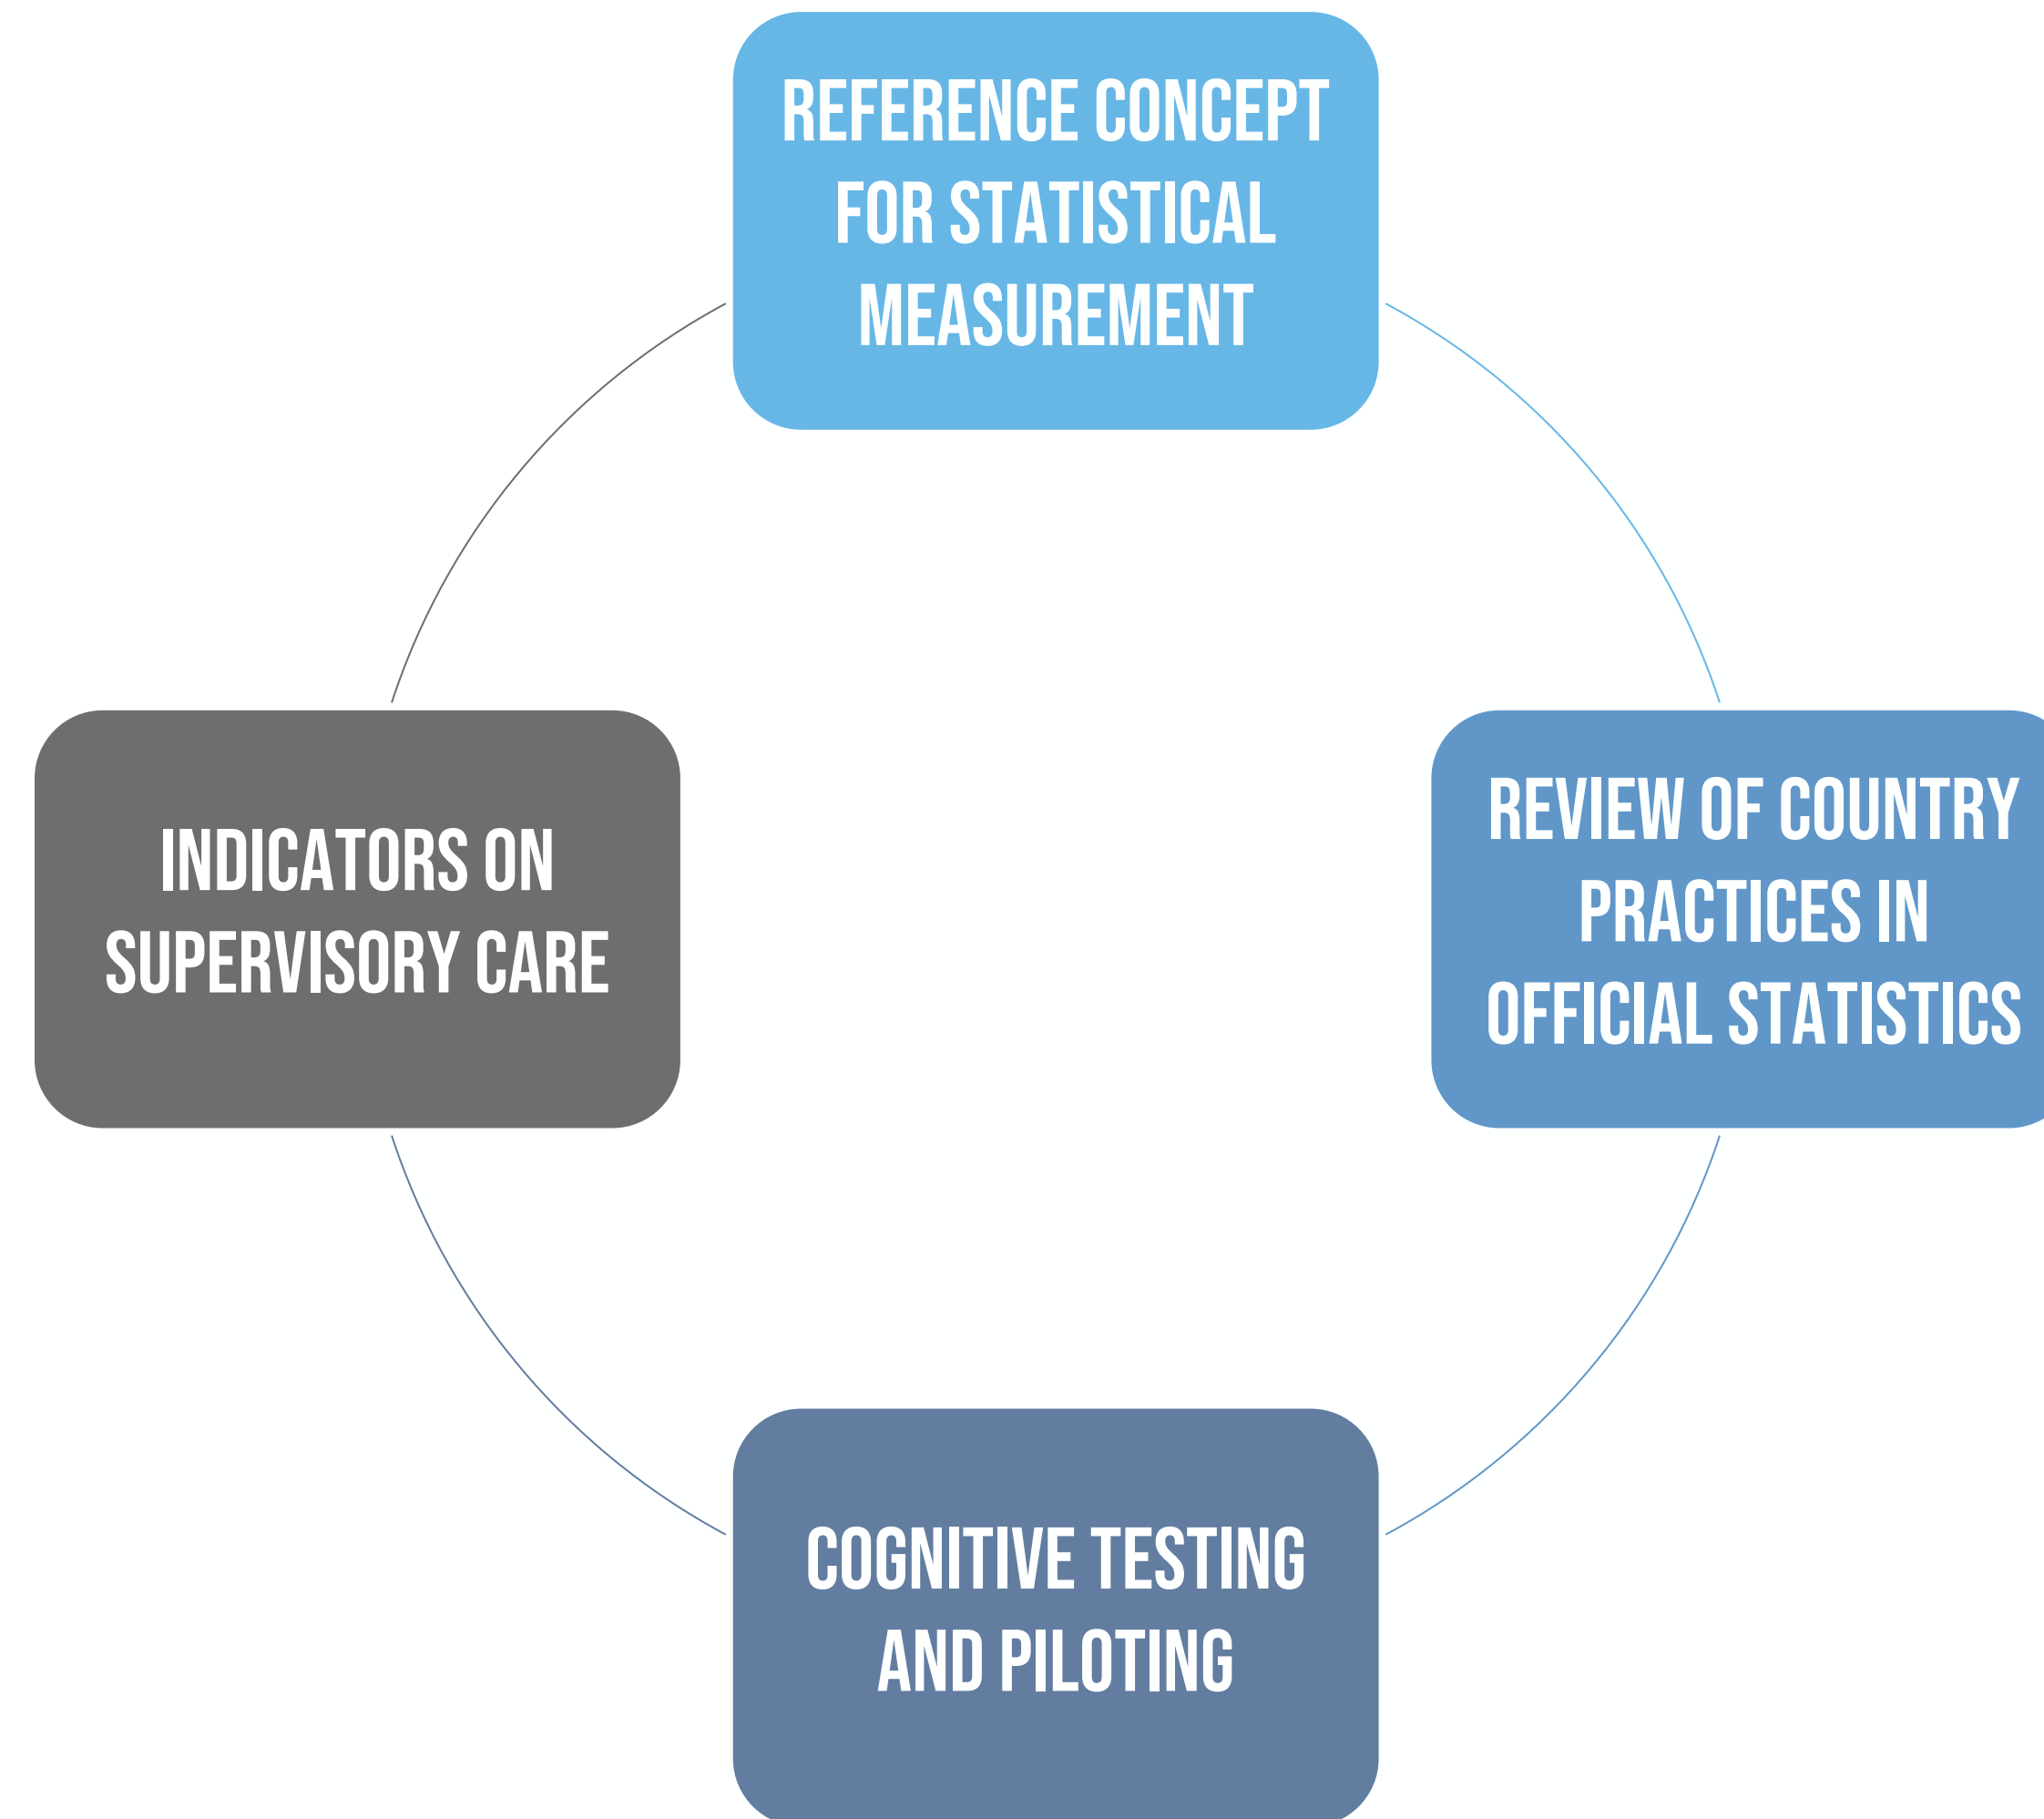 REFERENCE CONCEPT
FOR STATISTICAL
MEASUREMENT
REVIEW OF COUNTRY
PRACTICES IN
OFFICIAL STATISTICS
COGNITIVE TESTING
AND PILOTING
INDICATORS ON
SUPERVISORY CARE